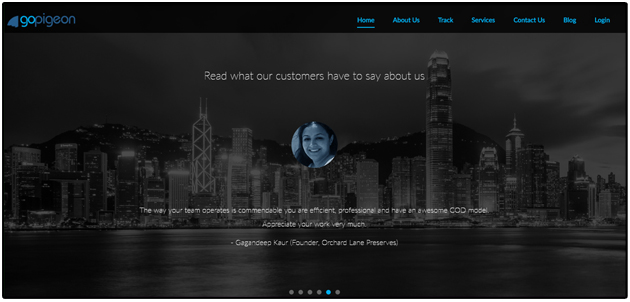 gopigeon
Home About Us Track Services Contact Us Blog Login
Read what our customers have to say about us
The way your team operates is commendable you are efficient, professional and have an awesome COD model.
Appreciate your work very much.
- Gagandeep Kaur (Founder, Orchard Lane Preserves)